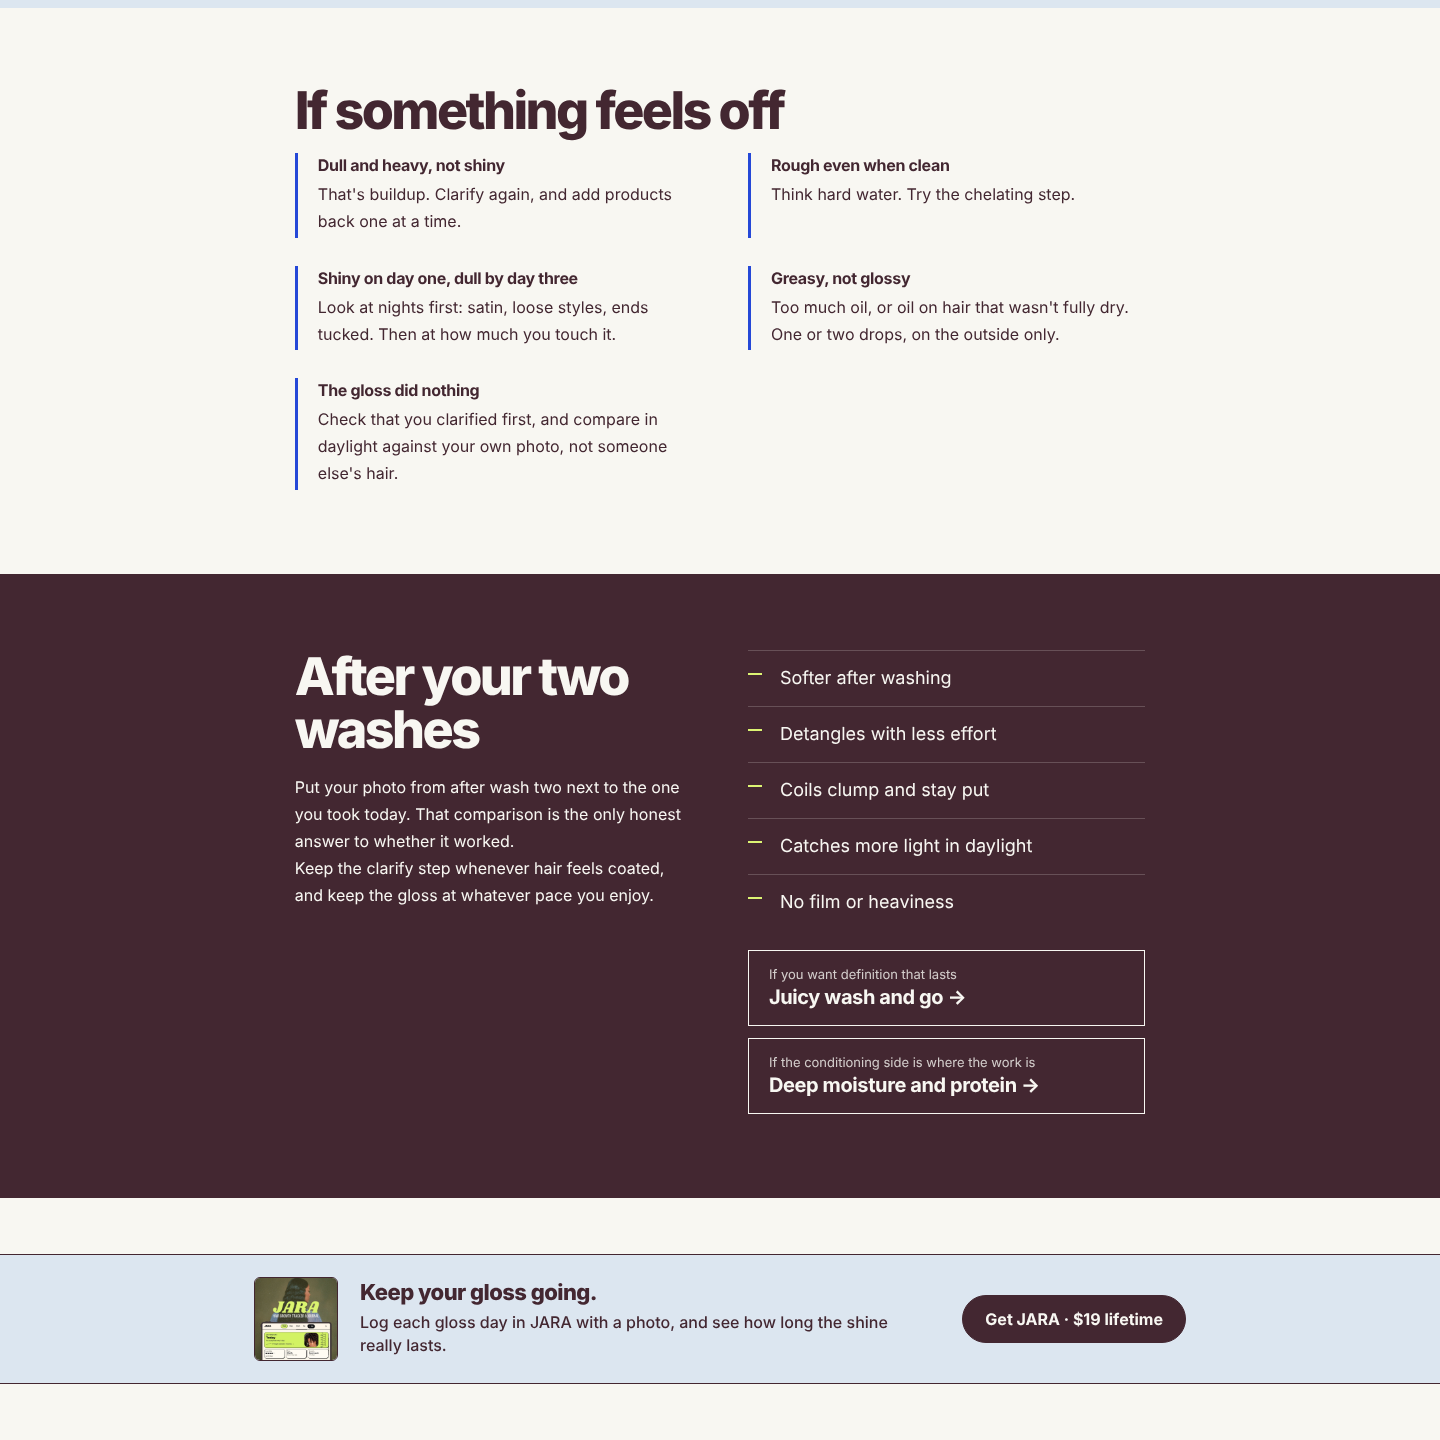 If something feels off
Dull and heavy, not shiny
That's buildup. Clarify again, and add products
back one at a time.
Rough even when clean
Think hard water. Try the chelating step.
Shiny on day one, dull by day three
Look at nights first: satin, loose styles, ends
tucked. Then at how much you touch it.
Greasy, not glossy
Too much oil, or oil on hair that wasn't fully dry.
One or two drops, on the outside only.
The gloss did nothing
Check that you clarified first, and compare in
daylight against your own photo, not someone
else's hair.
After your two
washes
Put your photo from after wash two next to the one
you took today. That comparison is the only honest
answer to whether it worked.
Keep the clarify step whenever hair feels coated,
and keep the gloss at whatever pace you enjoy.
Softer after washing
Detangles with less effort
Coils clump and stay put
Catches more light in daylight
No film or heaviness
If you want definition that lasts
Juicy wash and go →
If the conditioning side is where the work is
Deep moisture and protein →
JARA
Keep your gloss going.
Log each gloss day in JARA with a photo, and see how long the shine
really lasts.
Get JARA · $19 lifetime